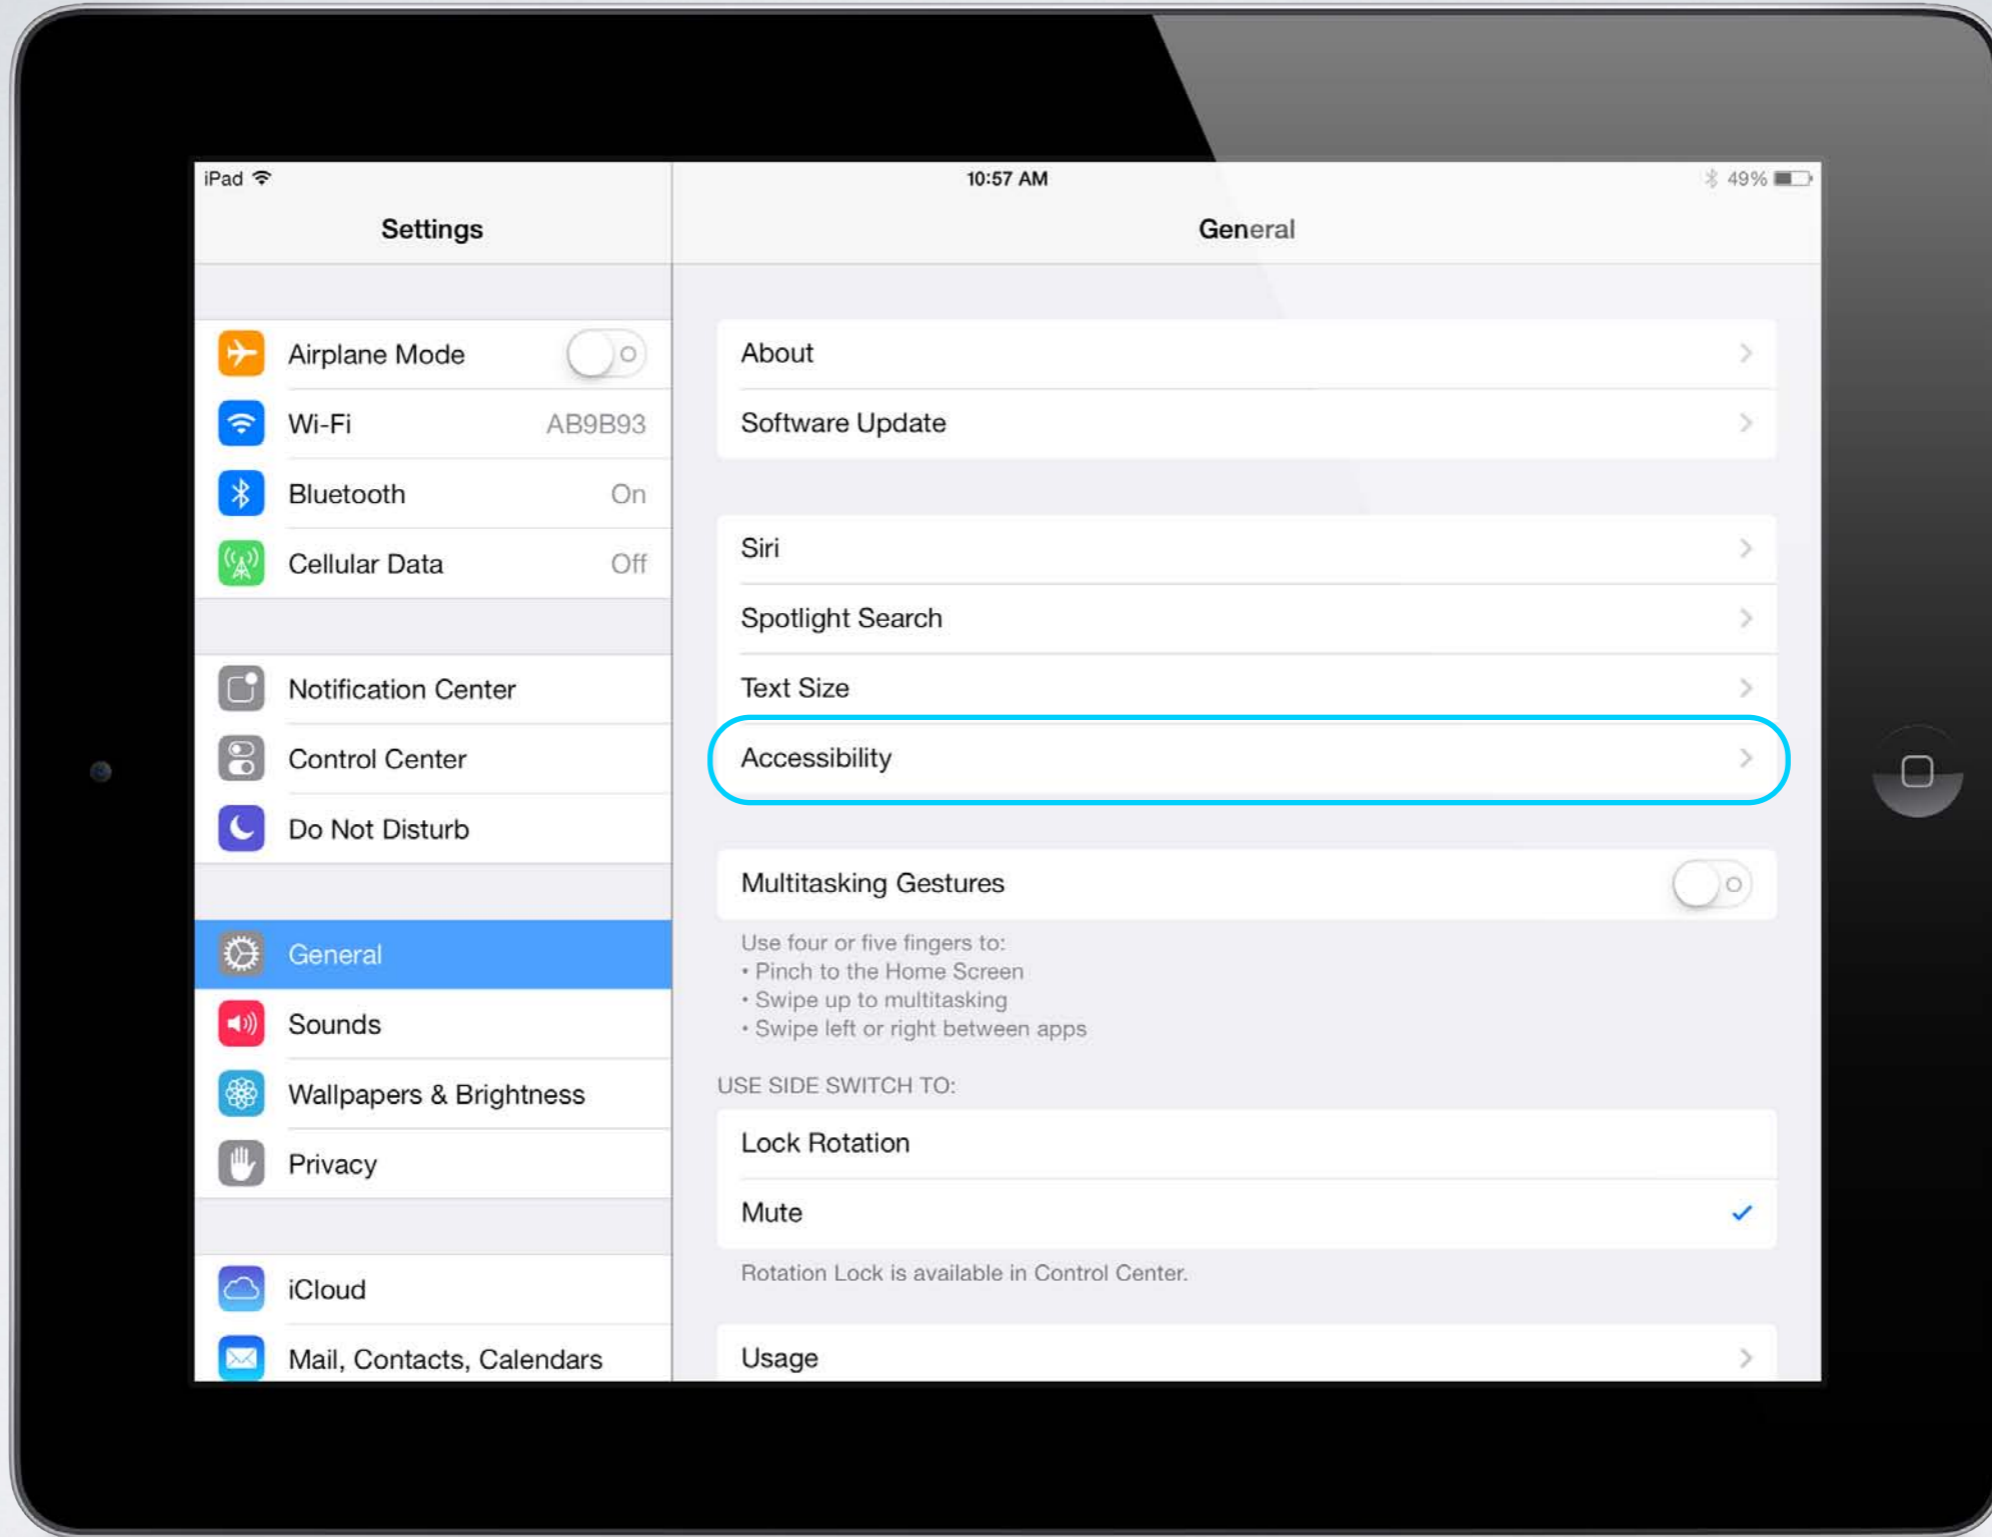 iPad
10:57 AM
49%
Settings
General
Airplane Mode
Wi-Fi AB9B93
Bluetooth On
Cellular Data Off
Notification Center
Control Center
Do Not Disturb
General
Sounds
Wallpapers & Brightness
Privacy
iCloud
Mail, Contacts, Calendars
About
Software Update
Siri
Spotlight Search
Text Size
Accessibility
Multitasking Gestures
Use four or five fingers to:
• Pinch to the Home Screen
• Swipe up to multitasking
• Swipe left or right between apps
USE SIDE SWITCH TO:
Lock Rotation
Mute
Rotation Lock is available in Control Center.
Usage